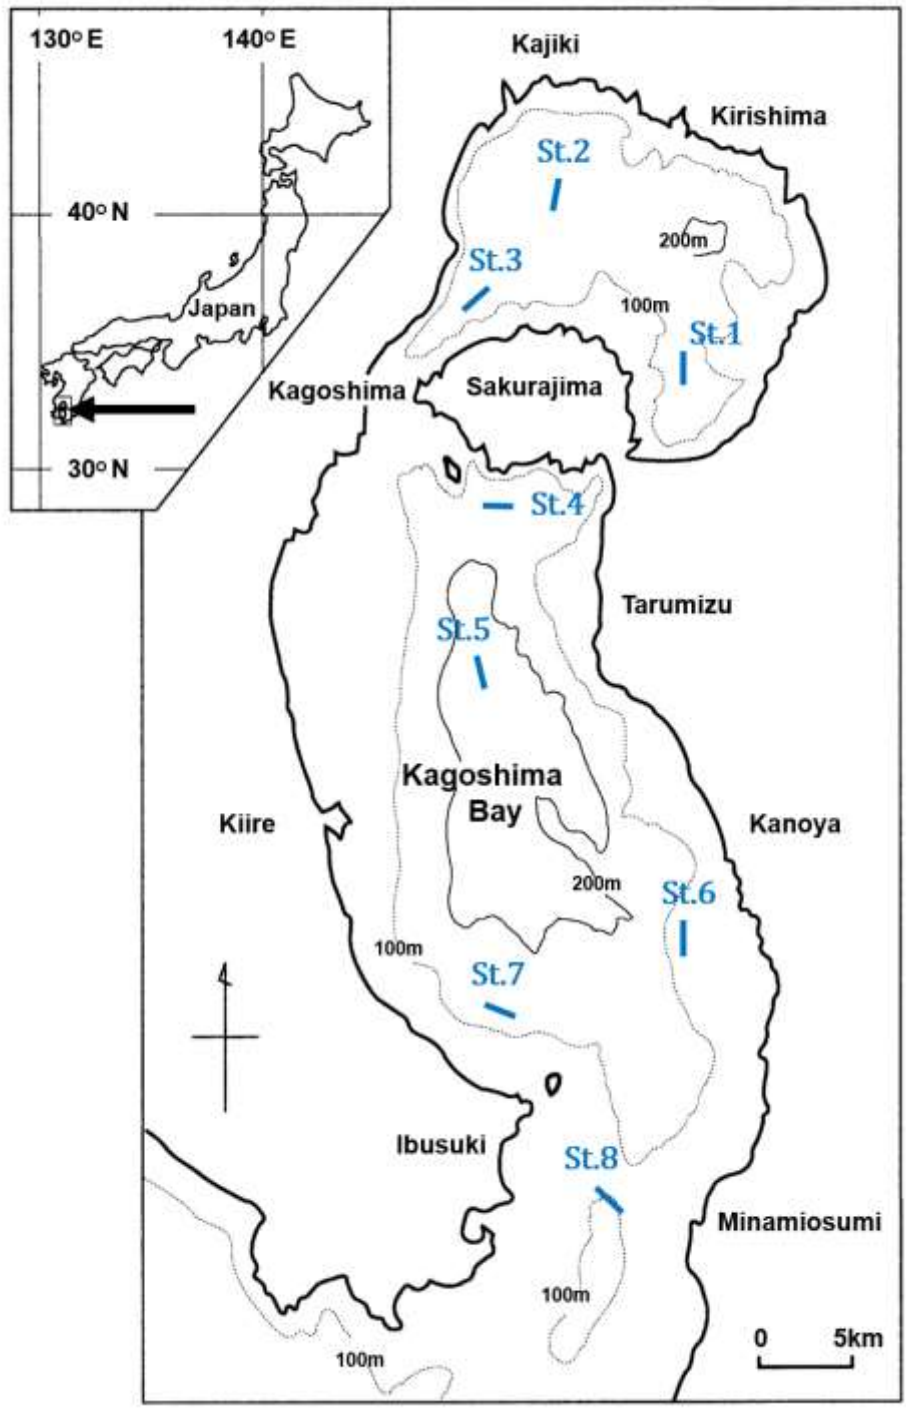 130° E
140° E
40° N
Japan
30° N
Kajiki
Kirishima
St.2
200m
St.3
100m
St.1
Kagoshima
Sakurajima
St.4
Tarumizu
St.5
Kagoshima
Bay
Kiire
Kanoya
200m
St.6
100m
St.7
Ibusuki
St.8
Minamiosumi
100m
0 5km
100m